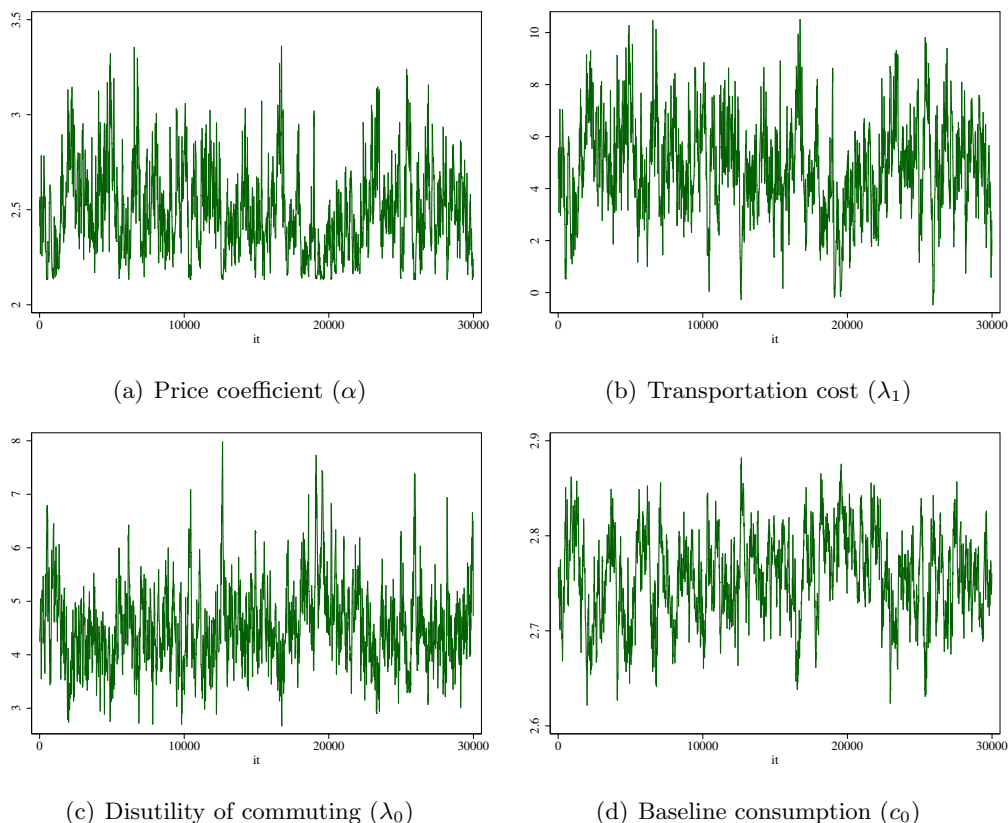 3.5
3
2.5
2
0 10000 20000 30000
it
(a) Price coefficient (α)
10
8
6
4
2
0
0 10000 20000 30000
it
(b) Transportation cost (λ₁)
8
7
6
5
4
3
0 10000 20000 30000
it
(c) Disutility of commuting (λ₀)
2.9
2.8
2.7
2.6
0 10000 20000 30000
it
(d) Baseline consumption (c₀)